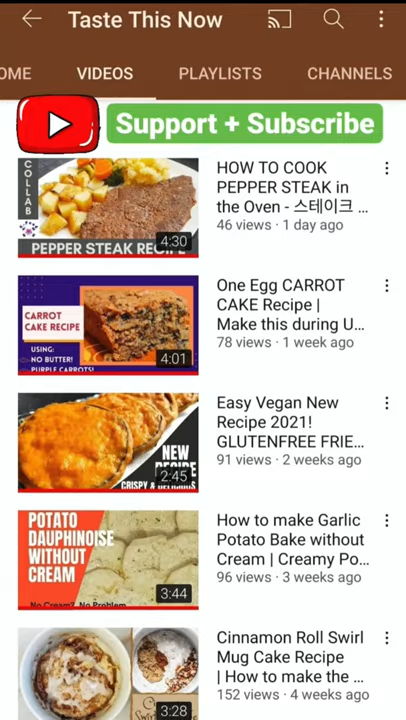 Taste This Now
OME VIDEOS PLAYLISTS CHANNELS
Support + Subscribe
COLLAB
PEPPER STEAK RECIPE
4:30
HOW TO COOK
PEPPER STEAK in
the Oven - 스테이크 ...
46 views · 1 day ago
CARROT
CAKE RECIPE
USING:
NO BUTTER!
PURPLE CARROTS!
4:01
One Egg CARROT
CAKE Recipe |
Make this during U...
78 views · 1 week ago
NEW
RECIPE
2:45
CRISPY & DELICIOUS
Easy Vegan New
Recipe 2021!
GLUTENFREE FRIE...
91 views · 2 weeks ago
POTATO
DAUPHINOISE
WITHOUT
CREAM
No Cream? No Problem
3:44
How to make Garlic
Potato Bake without
Cream | Creamy Po...
96 views · 3 weeks ago
3:28
Cinnamon Roll Swirl
Mug Cake Recipe
| How to make the ...
152 views · 4 weeks ago